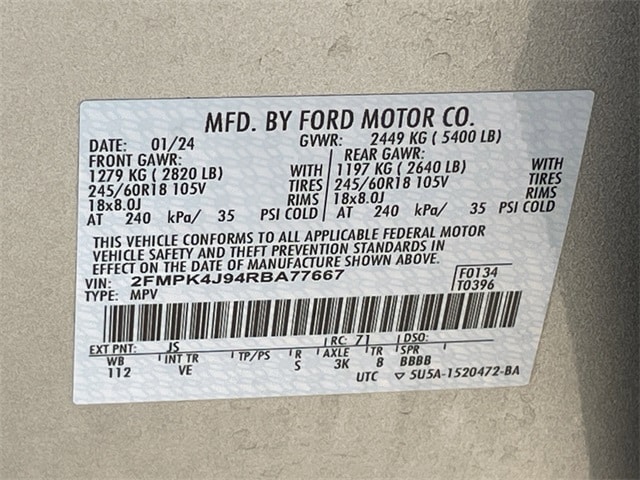 MFD. BY FORD MOTOR CO.
DATE: 01/24 GVWR: 2449 KG ( 5400 LB)
FRONT GAWR: REAR GAWR:
1279 KG ( 2820 LB) WITH 1197 KG ( 2640 LB) WITH
245/60R18 105V TIRES 245/60R18 105V TIRES
18x8.0J RIMS 18x8.0J RIMS
AT 240 kPa/ 35 PSI COLD AT 240 kPa/ 35 PSI COLD
THIS VEHICLE CONFORMS TO ALL APPLICABLE FEDERAL MOTOR
VEHICLE SAFETY AND THEFT PREVENTION STANDARDS IN
EFFECT ON THE DATE OF MANUFACTURE SHOWN ABOVE.
VIN: 2FMPK4J94RBA77667 F0134
TYPE: MPV T0396
EXT PNT: JS RC: 71 DSO:
WB INT TR TP/PS R AXLE TR SPR
112 VE S 3K 8 BBBB
UTC ▽ 5U5A-1520472-BA